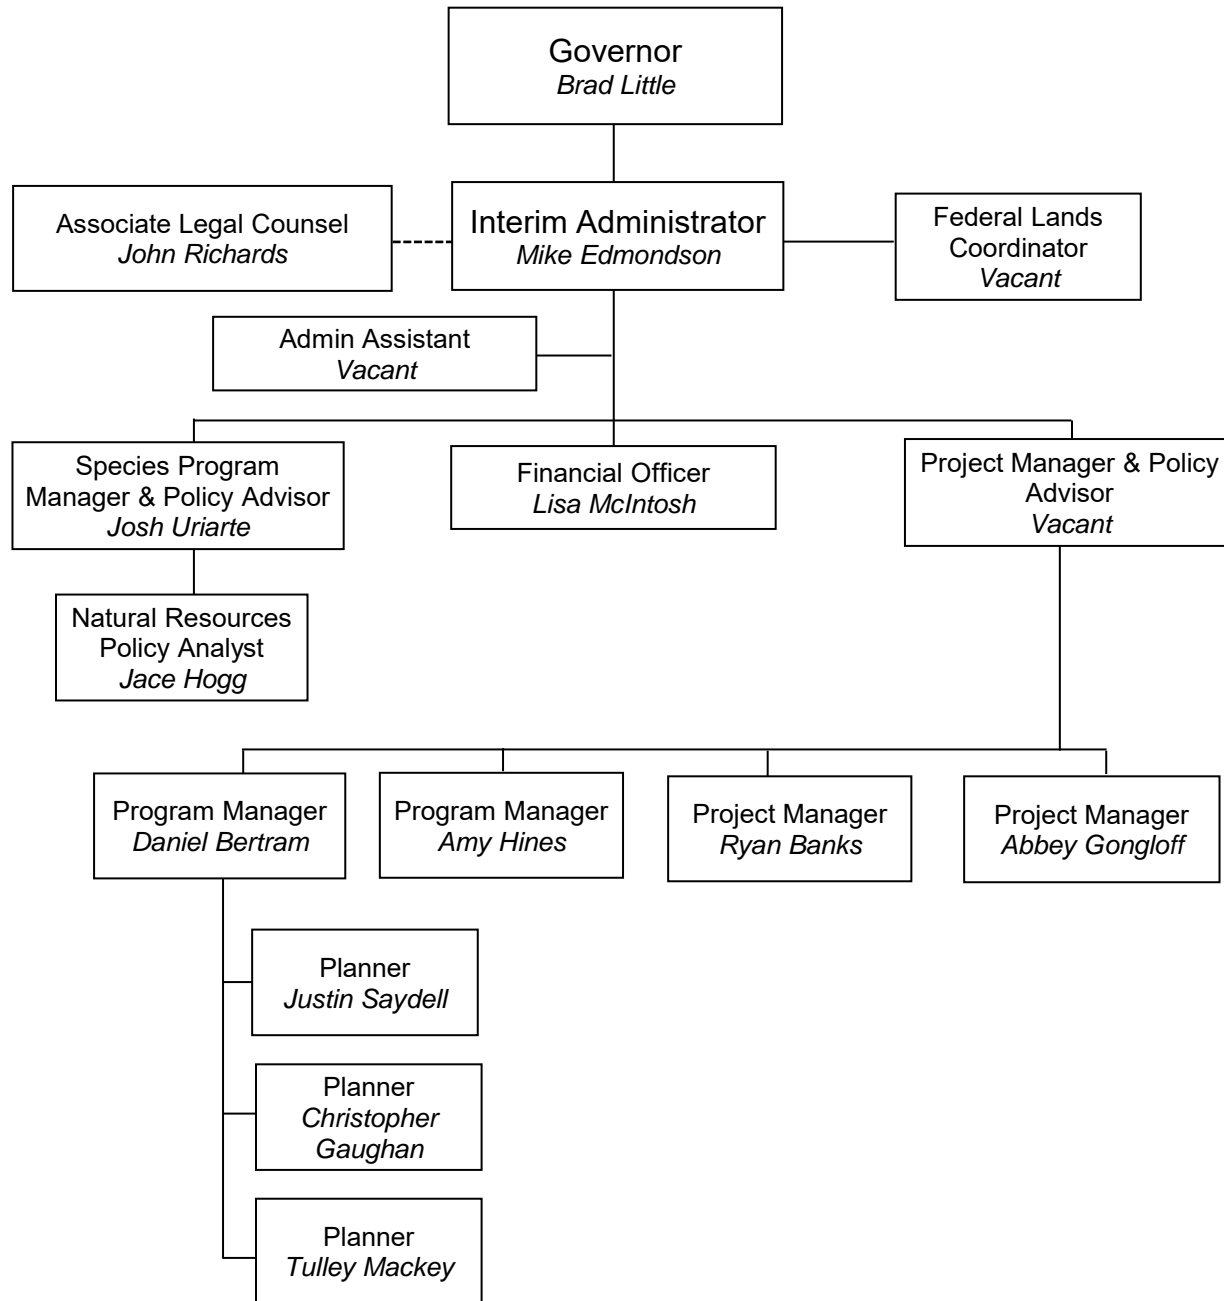 Governor
Brad Little
Associate Legal Counsel
John Richards
Interim Administrator
Mike Edmondson
Federal Lands
Coordinator
Vacant
Admin Assistant
Vacant
Species Program
Manager & Policy Advisor
Josh Uriarte
Financial Officer
Lisa McIntosh
Project Manager & Policy
Advisor
Vacant
Natural Resources
Policy Analyst
Jace Hogg
Program Manager
Daniel Bertram
Program Manager
Amy Hines
Project Manager
Ryan Banks
Project Manager
Abbey Gongloff
Planner
Justin Saydell
Planner
Christopher
Gaughan
Planner
Tulley Mackey